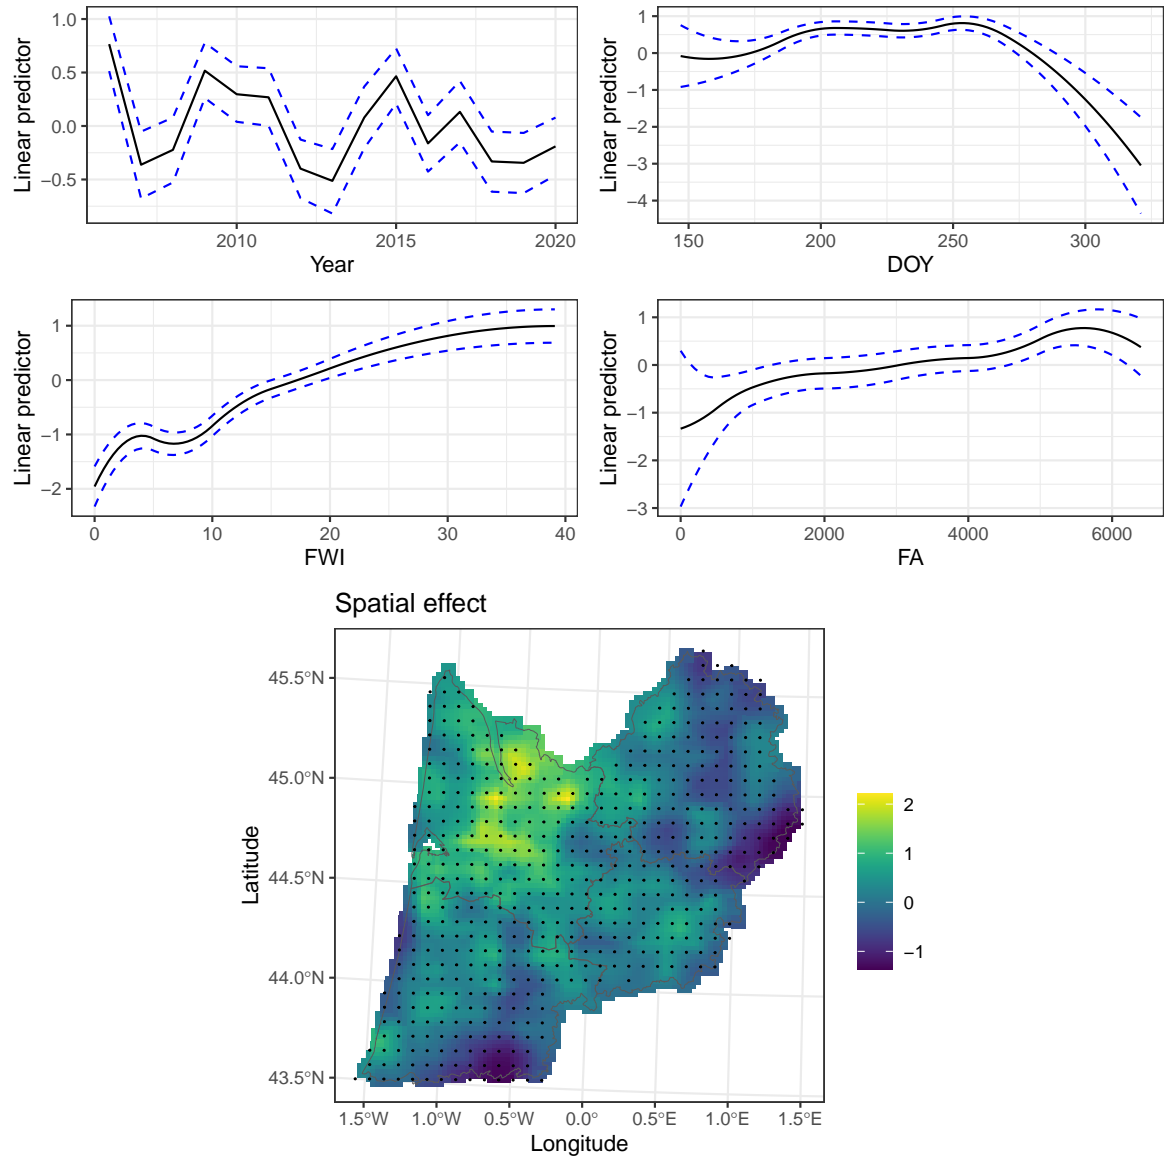 1.0
0.5
0.0
−0.5
Linear predictor
2010
2015
2020
Year
1
0
−1
−2
−3
−4
Linear predictor
150
200
250
300
DOY
1
0
−1
−2
Linear predictor
0
10
20
30
40
FWI
1
0
−1
−2
−3
Linear predictor
0
2000
4000
6000
FA
Spatial effect
45.5°N
45.0°N
44.5°N
44.0°N
43.5°N
Latitude
1.5°W
1.0°W
0.5°W
0.0°
0.5°E
1.0°E
1.5°E
Longitude
2
1
0
−1